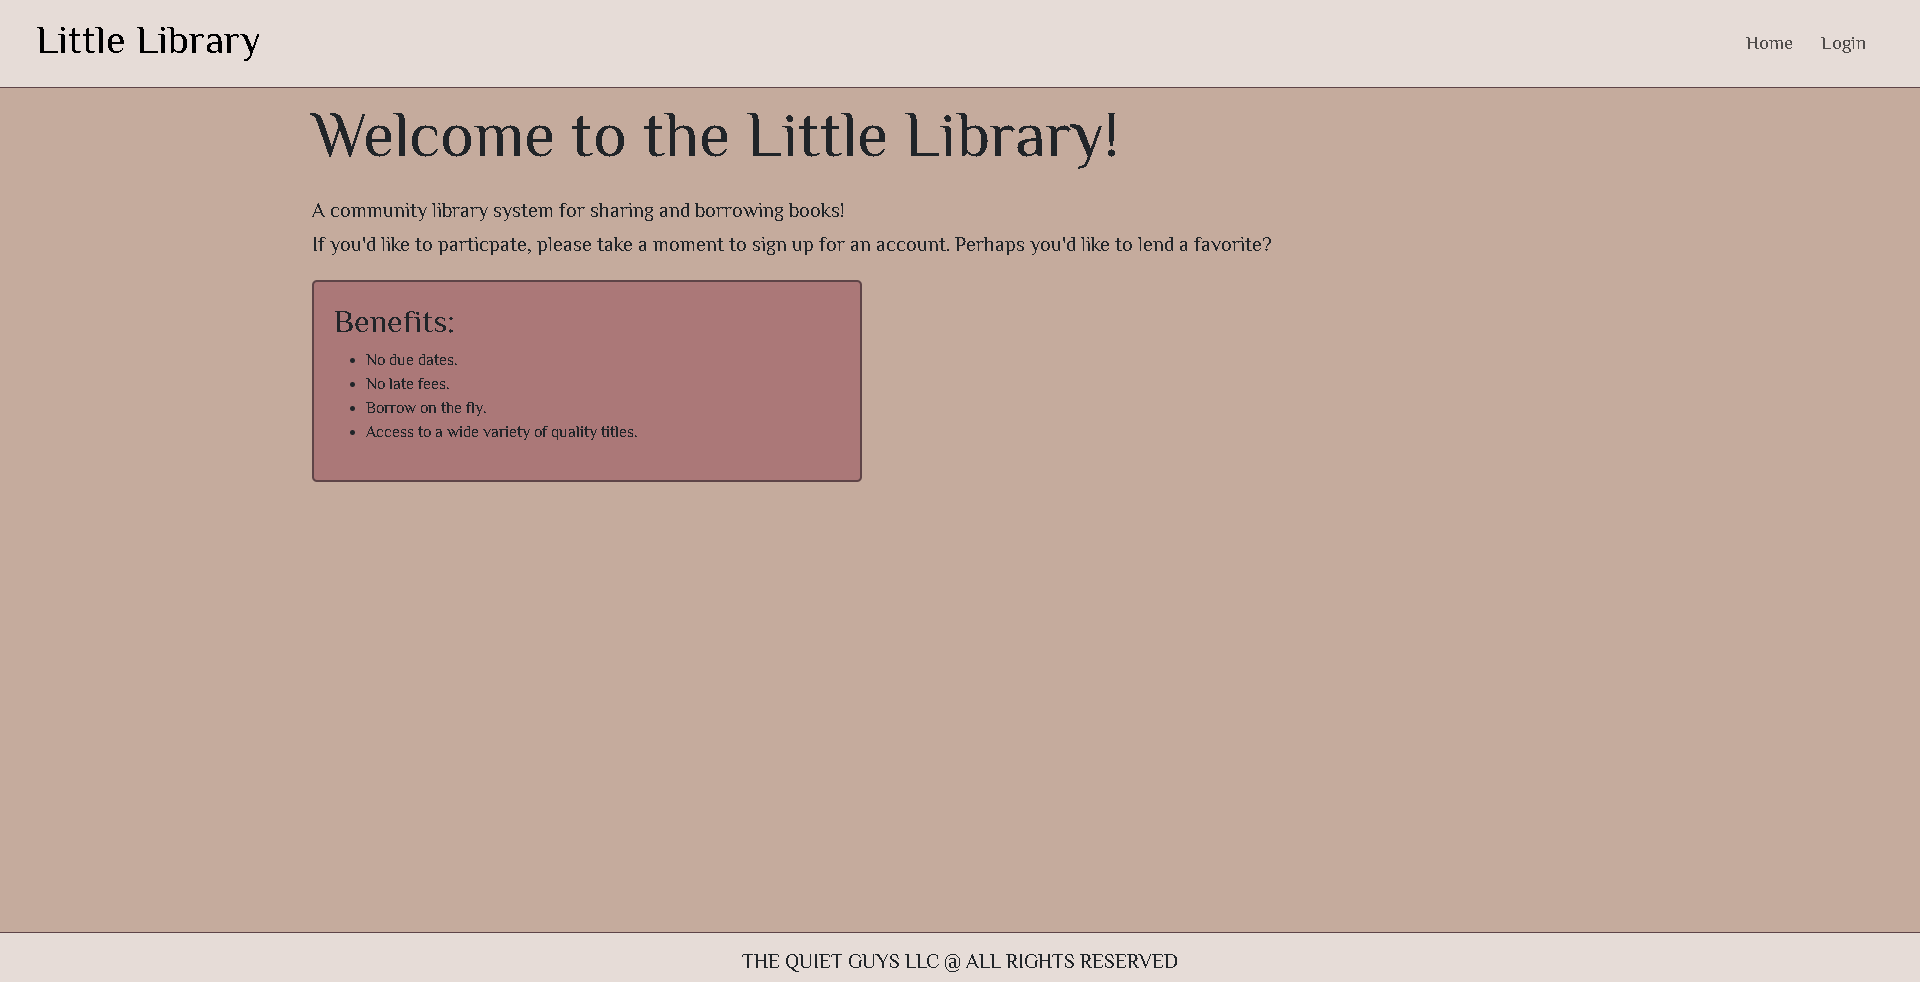 Little Library
Home Login
Welcome to the Little Library!
A community library system for sharing and borrowing books!
If you'd like to particpate, please take a moment to sign up for an account. Perhaps you'd like to lend a favorite?
Benefits:
No due dates.
No late fees.
Borrow on the fly.
Access to a wide variety of quality titles.
THE QUIET GUYS LLC @ ALL RIGHTS RESERVED